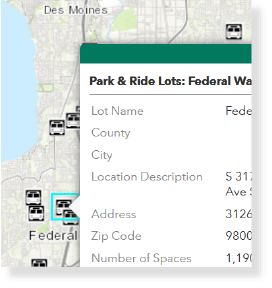 Des Moines
Park & Ride Lots: Federal Wa
Lot Name Fede
County
City
Location Description S 317
Ave S
Address 3126
Zip Code 9800
Number of Spaces 1,190
Federal